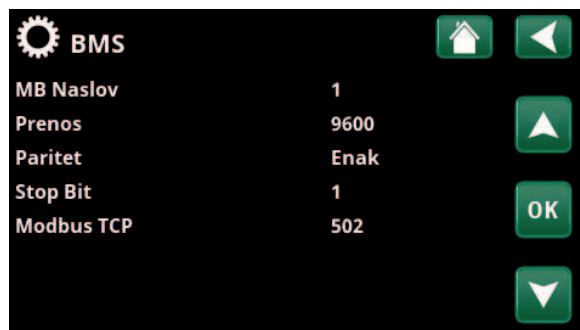 BMS
MB Naslov 1
Prenos 9600
Paritet Enak
Stop Bit 1
Modbus TCP 502
OK